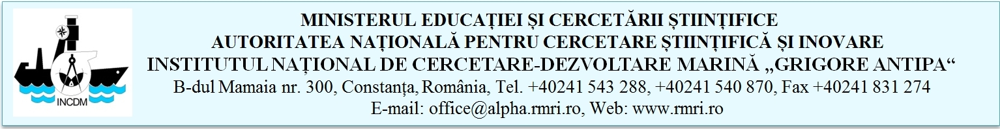 MINISTERUL EDUCAȚIEI ȘI CERCETĂRII ȘTIINȚIFICE
AUTORITATEA NAȚIONALĂ PENTRU CERCETARE ȘTIINȚIFICĂ ȘI INOVARE
INSTITUTUL NAȚIONAL DE CERCETARE-DEZVOLTARE MARINĂ „GRIGORE ANTIPA“
B-dul Mamaia nr. 300, Constanța, România, Tel. +40241 543 288, +40241 540 870, Fax +40241 831 274
E-mail: office@alpha.rmri.ro, Web: www.rmri.ro
INCDM